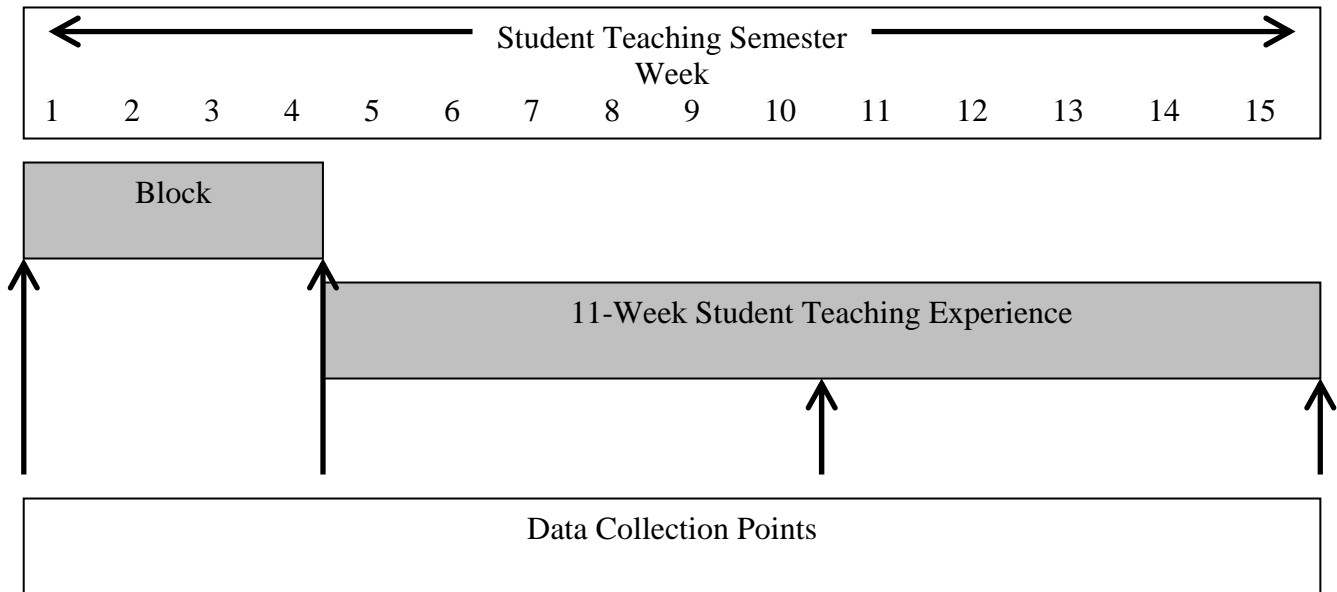 Student Teaching Semester
Week
1 2 3 4 5 6 7 8 9 10 11 12 13 14 15
Block
11-Week Student Teaching Experience
Data Collection Points